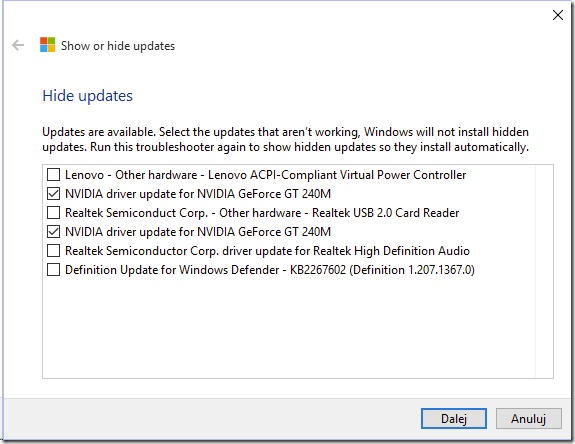 Show or hide updates
Hide updates
Updates are available. Select the updates that aren't working, Windows will not install hidden
updates. Run this troubleshooter again to show hidden updates so they install automatically.
Lenovo - Other hardware - Lenovo ACPI-Compliant Virtual Power Controller
NVIDIA driver update for NVIDIA GeForce GT 240M
Realtek Semiconduct Corp. - Other hardware - Realtek USB 2.0 Card Reader
NVIDIA driver update for NVIDIA GeForce GT 240M
Realtek Semiconductor Corp. driver update for Realtek High Definition Audio
Definition Update for Windows Defender - KB2267602 (Definition 1.207.1367.0)
Dalej
Anuluj